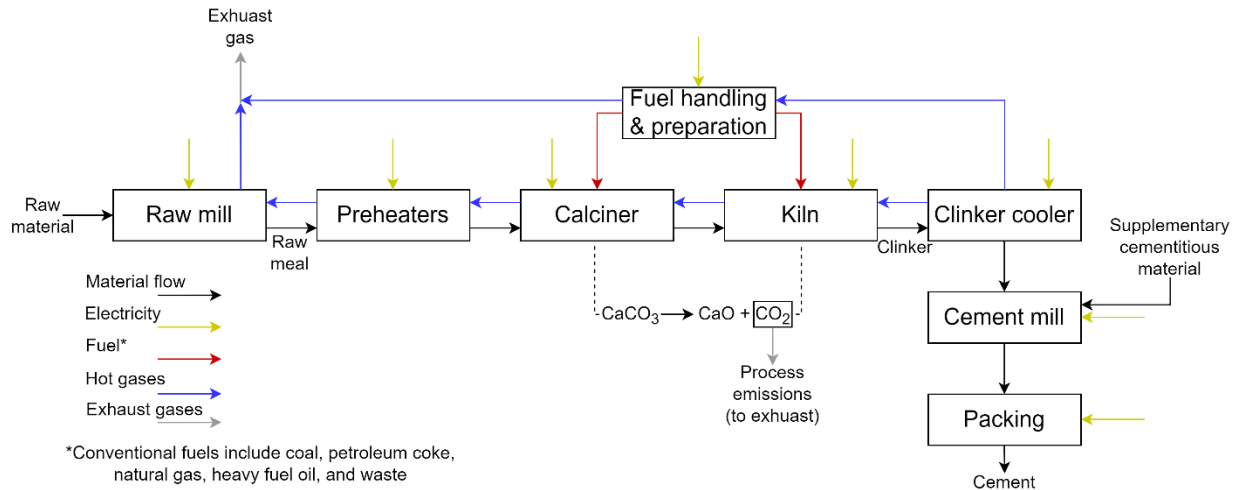 Exhuast
gas
Fuel handling
& preparation
Raw
material
Raw mill
Raw
meal
Preheaters
Calciner
Kiln
Clinker
Clinker cooler
Supplementary
cementitious
material
CaCO₃ CaO + CO₂
Process
emissions
(to exhuast)
Cement mill
Packing
Cement
Material flow
Electricity
Fuel*
Hot gases
Exhaust gases
*Conventional fuels include coal, petroleum coke,
natural gas, heavy fuel oil, and waste